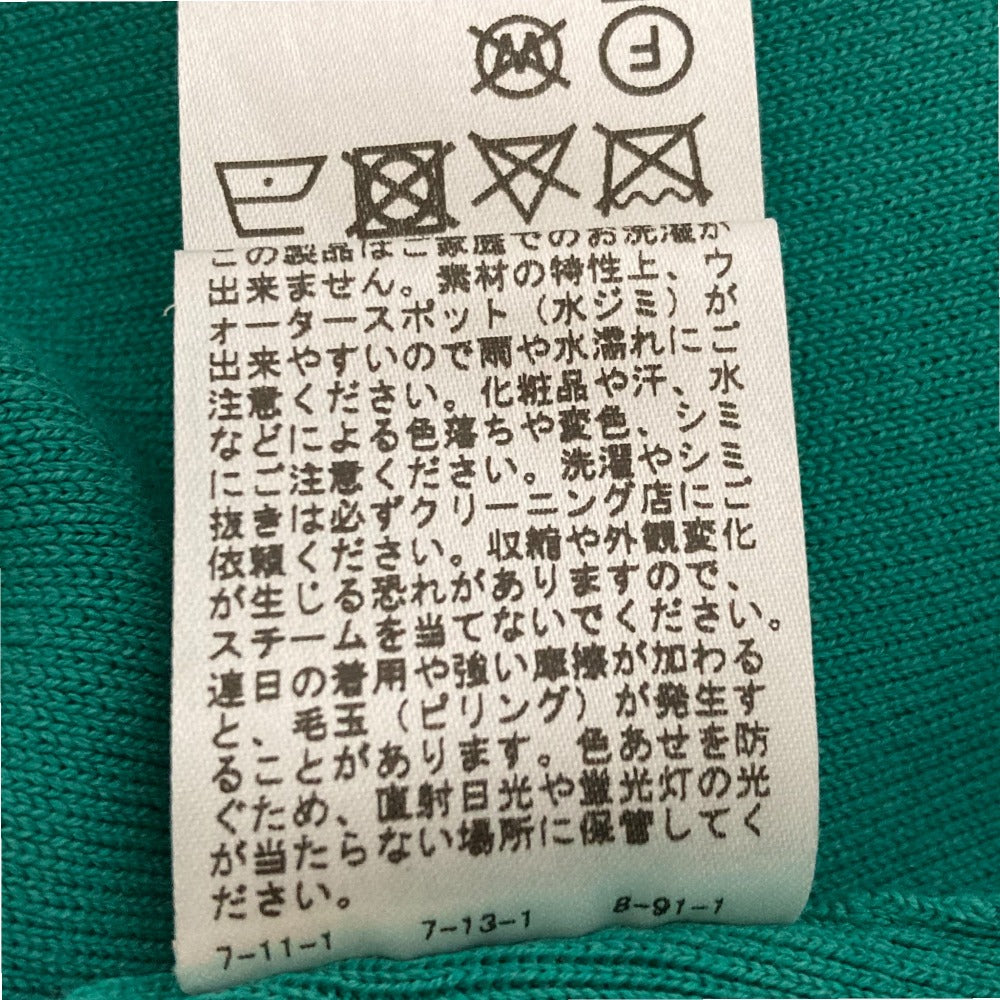 W F
この製品はご家庭でのお洗濯が
出来ません。素材の特性上、ウ
ォータースポット（水ジミ）が
出来やすいので雨や水濡れにご
注意ください。化粧品や汗、水
などによる色落ちや変色、シミ
にご注意ください。洗濯やシミ
抜きは必ずクリーニング店にご
依頼ください。収縮や外観変化
が生じる恐れがありますので、
スチームを当てないでください。
連日の着用や強い摩擦が加わる
と、毛玉（ピリング）が発生す
ることがあります。色あせを防
ぐため、直射日光や蛍光灯の光
が当たらない場所に保管してく
ださい。
7-11-1 7-13-1 8-91-1